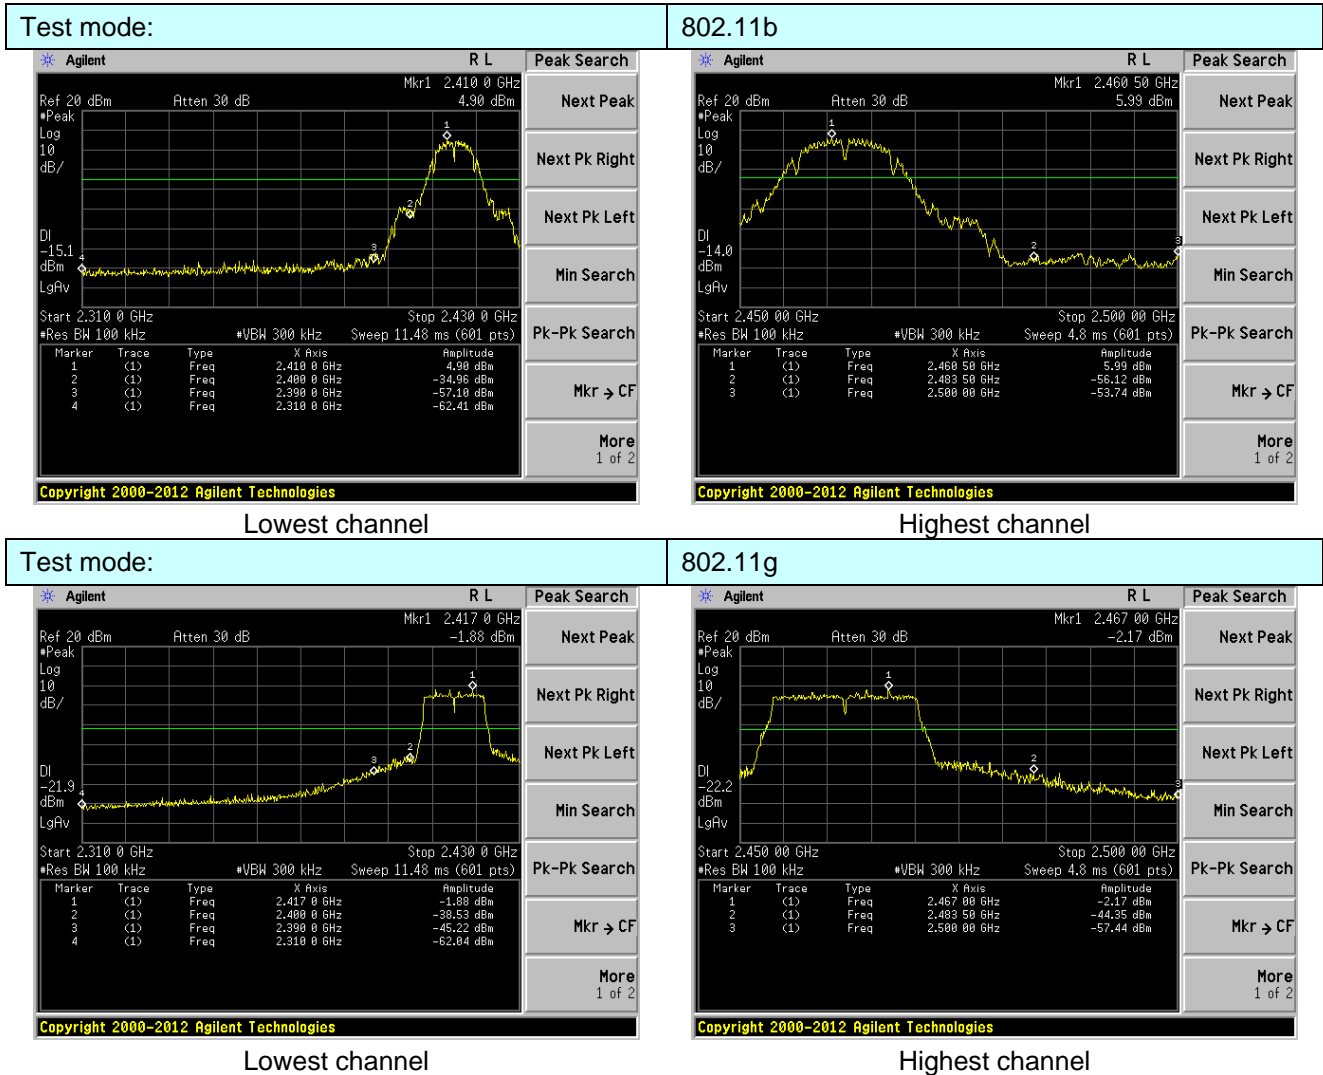 Test mode: 802.11b
Agilent R L Peak Search
Mkr1 2.410 0 GHz
Ref 20 dBm Atten 30 dB 4.90 dBm
#Peak
Log
10
dB/
DI
-15.1
dBm
LgAv
1
2
3
4
Start 2.310 0 GHz Stop 2.430 0 GHz
#Res BW 100 kHz #VBW 300 kHz Sweep 11.48 ms (601 pts)
Marker Trace Type X Axis Amplitude
1 (1) Freq 2.410 0 GHz 4.90 dBm
2 (1) Freq 2.400 0 GHz -34.96 dBm
3 (1) Freq 2.390 0 GHz -57.10 dBm
4 (1) Freq 2.310 0 GHz -62.41 dBm
Next Peak
Next Pk Right
Next Pk Left
Min Search
Pk-Pk Search
Mkr → CF
More
1 of 2
Copyright 2000-2012 Agilent Technologies
Lowest channel
Agilent R L Peak Search
Mkr1 2.460 50 GHz
Ref 20 dBm Atten 30 dB 5.99 dBm
#Peak
Log
10
dB/
DI
-14.0
dBm
LgAv
1
2
3
Start 2.450 00 GHz Stop 2.500 00 GHz
#Res BW 100 kHz #VBW 300 kHz Sweep 4.8 ms (601 pts)
Marker Trace Type X Axis Amplitude
1 (1) Freq 2.460 50 GHz 5.99 dBm
2 (1) Freq 2.483 50 GHz -56.12 dBm
3 (1) Freq 2.500 00 GHz -53.74 dBm
Next Peak
Next Pk Right
Next Pk Left
Min Search
Pk-Pk Search
Mkr → CF
More
1 of 2
Copyright 2000-2012 Agilent Technologies
Highest channel
Test mode: 802.11g
Agilent R L Peak Search
Mkr1 2.417 0 GHz
Ref 20 dBm Atten 30 dB -1.88 dBm
#Peak
Log
10
dB/
DI
-21.9
dBm
LgAv
1
2
3
4
Start 2.310 0 GHz Stop 2.430 0 GHz
#Res BW 100 kHz #VBW 300 kHz Sweep 11.48 ms (601 pts)
Marker Trace Type X Axis Amplitude
1 (1) Freq 2.417 0 GHz -1.88 dBm
2 (1) Freq 2.400 0 GHz -38.53 dBm
3 (1) Freq 2.390 0 GHz -45.22 dBm
4 (1) Freq 2.310 0 GHz -62.04 dBm
Next Peak
Next Pk Right
Next Pk Left
Min Search
Pk-Pk Search
Mkr → CF
More
1 of 2
Copyright 2000-2012 Agilent Technologies
Lowest channel
Agilent R L Peak Search
Mkr1 2.467 00 GHz
Ref 20 dBm Atten 30 dB -2.17 dBm
#Peak
Log
10
dB/
DI
-22.2
dBm
LgAv
1
2
3
Start 2.450 00 GHz Stop 2.500 00 GHz
#Res BW 100 kHz #VBW 300 kHz Sweep 4.8 ms (601 pts)
Marker Trace Type X Axis Amplitude
1 (1) Freq 2.467 00 GHz -2.17 dBm
2 (1) Freq 2.483 50 GHz -44.35 dBm
3 (1) Freq 2.500 00 GHz -57.44 dBm
Next Peak
Next Pk Right
Next Pk Left
Min Search
Pk-Pk Search
Mkr → CF
More
1 of 2
Copyright 2000-2012 Agilent Technologies
Highest channel